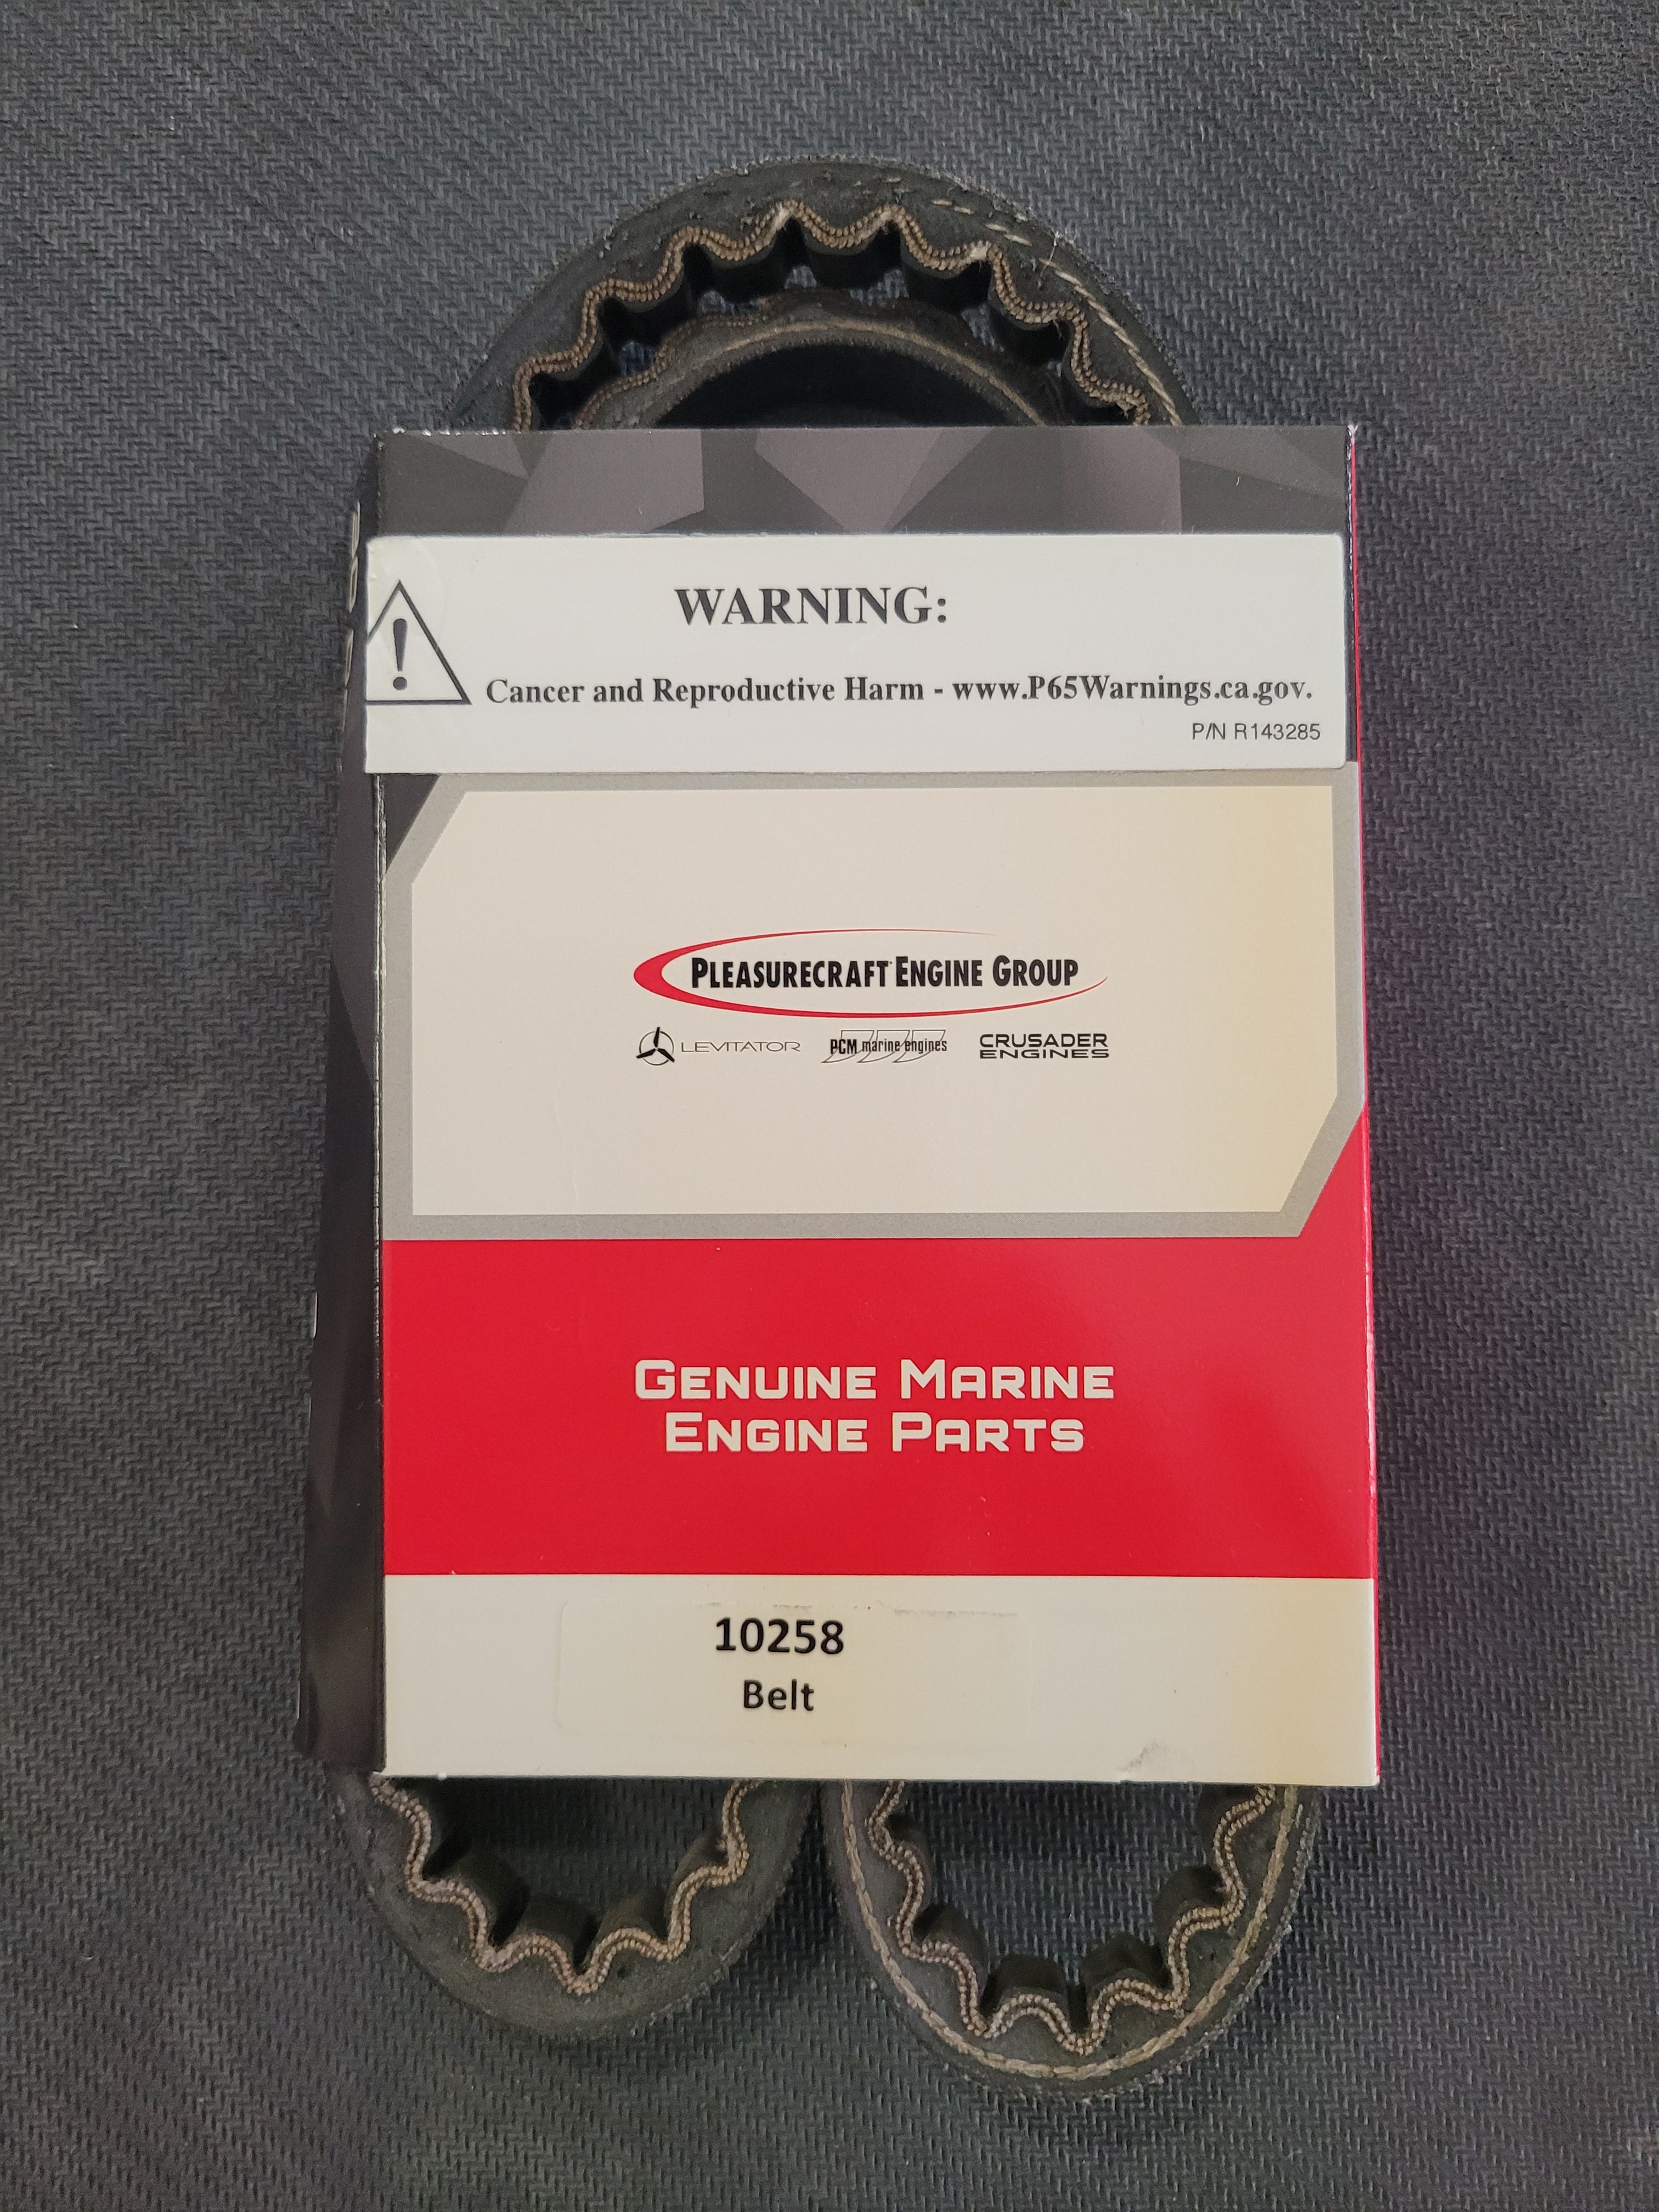 WARNING:
Cancer and Reproductive Harm - www.P65Warnings.ca.gov.
P/N R143285
PLEASURECRAFT ENGINE GROUP
LEVITATOR PCM marine engines CRUSADER ENGINES
GENUINE MARINE
ENGINE PARTS
10258
Belt